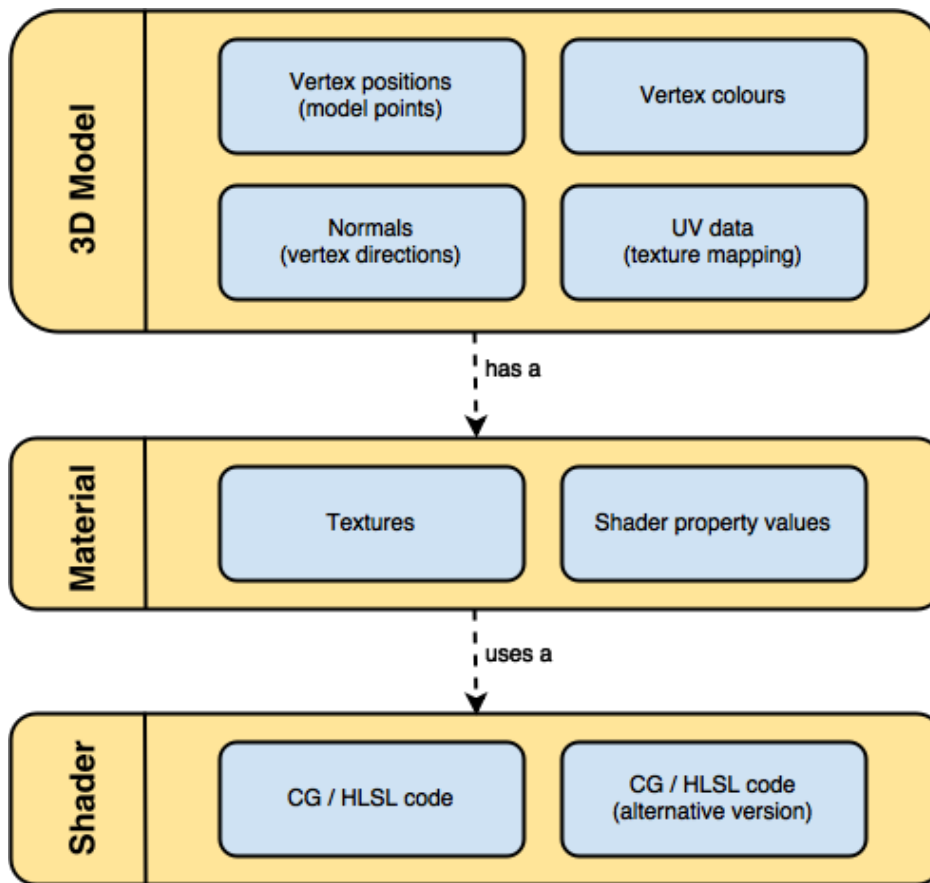 3D Model
Vertex positions
(model points)
Vertex colours
Normals
(vertex directions)
UV data
(texture mapping)
has a
Material
Textures
Shader property values
uses a
Shader
CG / HLSL code
CG / HLSL code
(alternative version)